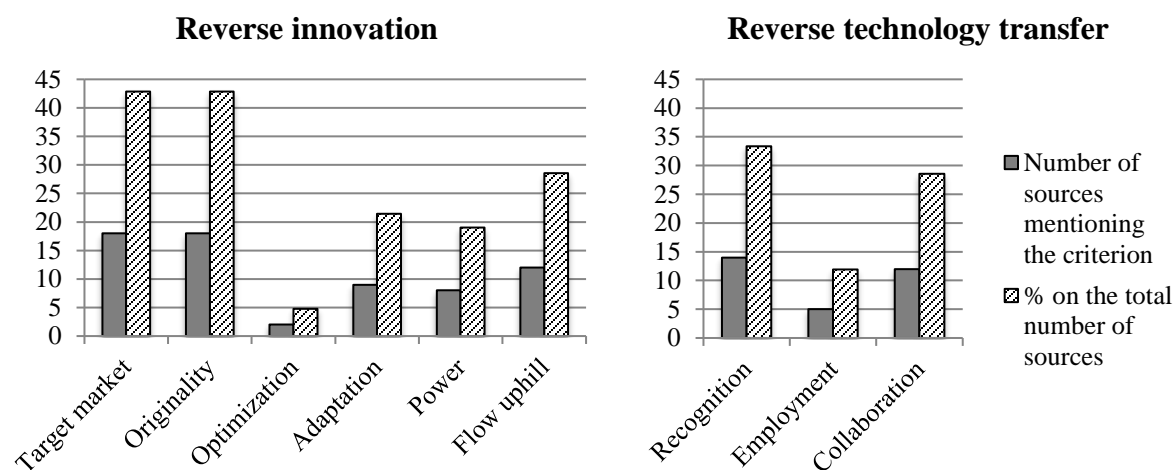 Reverse innovation
45
40
35
30
25
20
15
10
5
0
Target market
Originality
Optimization
Adaptation
Power
Flow uphill
Reverse technology transfer
45
40
35
30
25
20
15
10
5
0
Recognition
Employment
Collaboration
Number of
sources
mentioning
the criterion
% on the total
number of
sources